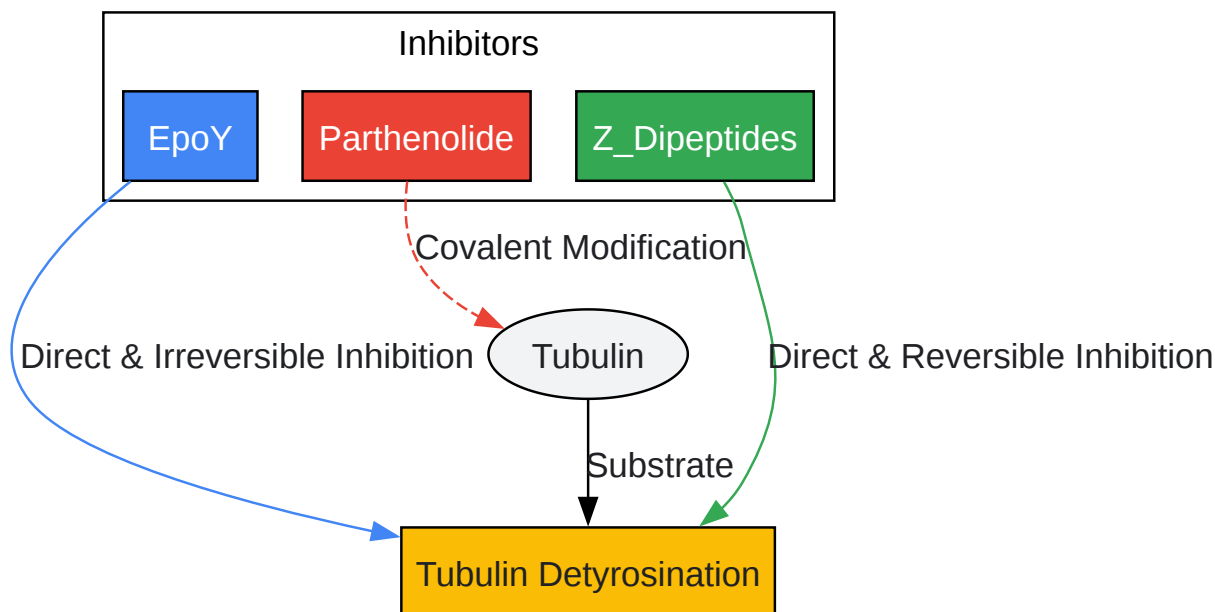 Inhibitors
EpoY
Parthenolide
Z_Dipeptides
Covalent Modification
Direct & Irreversible Inhibition
Tubulin
Direct & Reversible Inhibition
Substrate
Tubulin Detyrosination